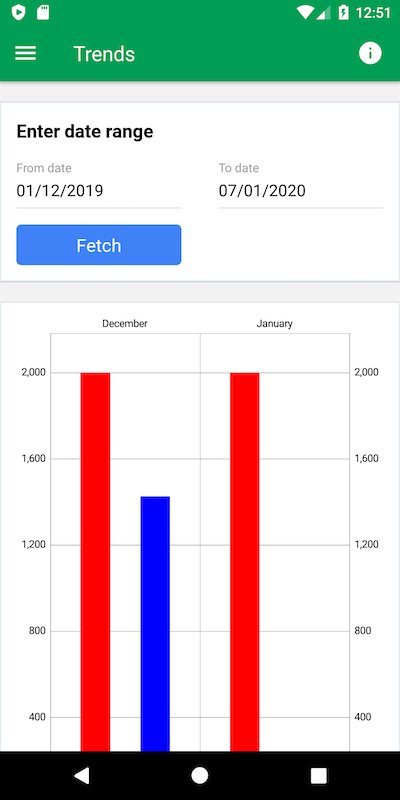 12:51
Trends
Enter date range
From date To date
01/12/2019 07/01/2020
Fetch
December January
2,000 2,000
1,600 1,600
1,200 1,200
800 800
400 400